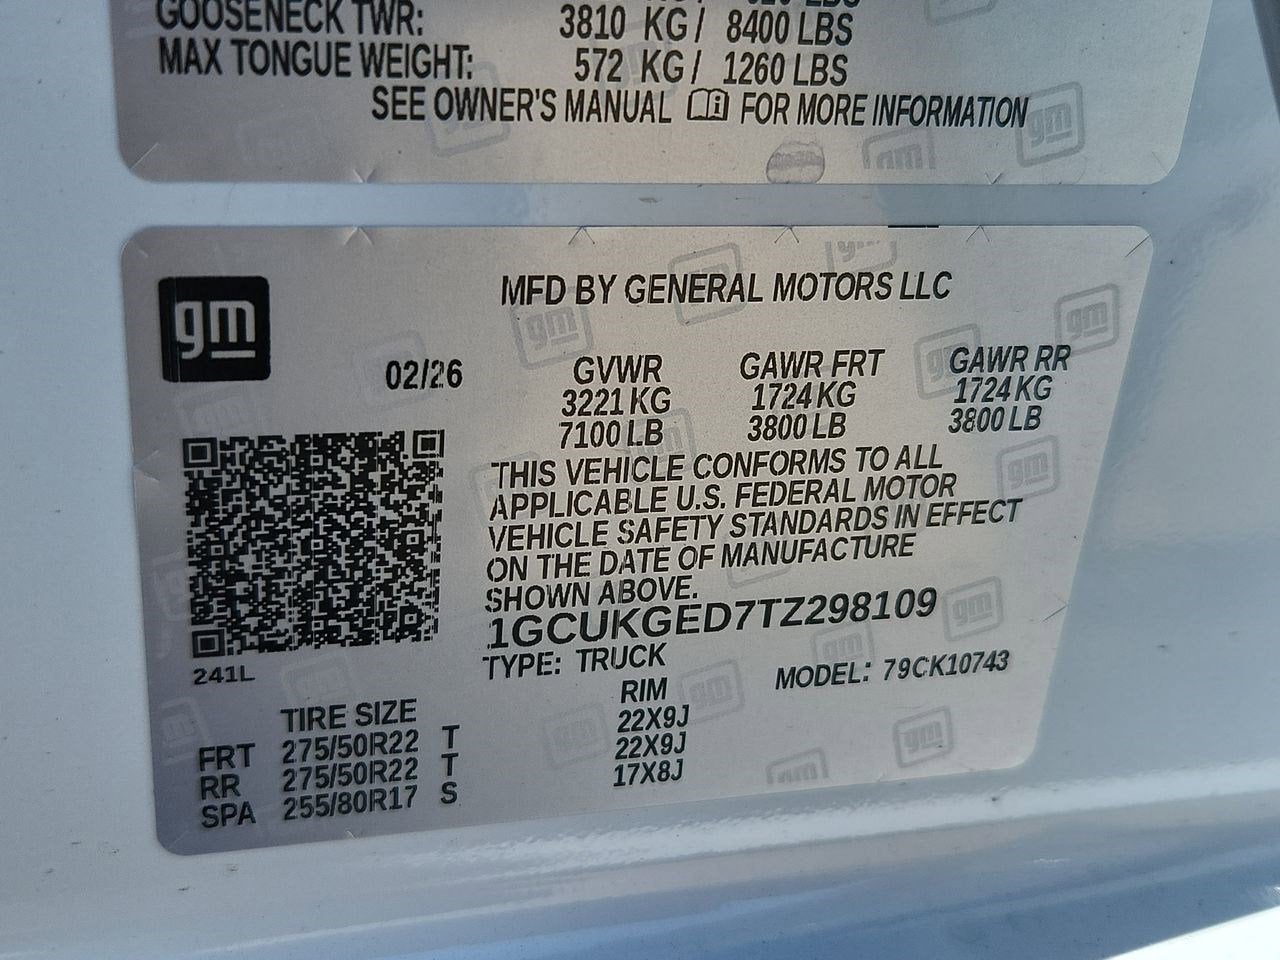 GOOSENECK TWR: 3810 KG / 8400 LBS
MAX TONGUE WEIGHT: 572 KG / 1260 LBS
SEE OWNER'S MANUAL FOR MORE INFORMATION
gm
MFD BY GENERAL MOTORS LLC
02/26
GVWR GAWR FRT GAWR RR
3221 KG 1724 KG 1724 KG
7100 LB 3800 LB 3800 LB
THIS VEHICLE CONFORMS TO ALL
APPLICABLE U.S. FEDERAL MOTOR
VEHICLE SAFETY STANDARDS IN EFFECT
ON THE DATE OF MANUFACTURE
SHOWN ABOVE.
1GCUKGED7TZ298109
TYPE: TRUCK MODEL: 79CK10743
241L
TIRE SIZE RIM
FRT 275/50R22 T 22X9J
RR 275/50R22 T 22X9J
SPA 255/80R17 S 17X8J